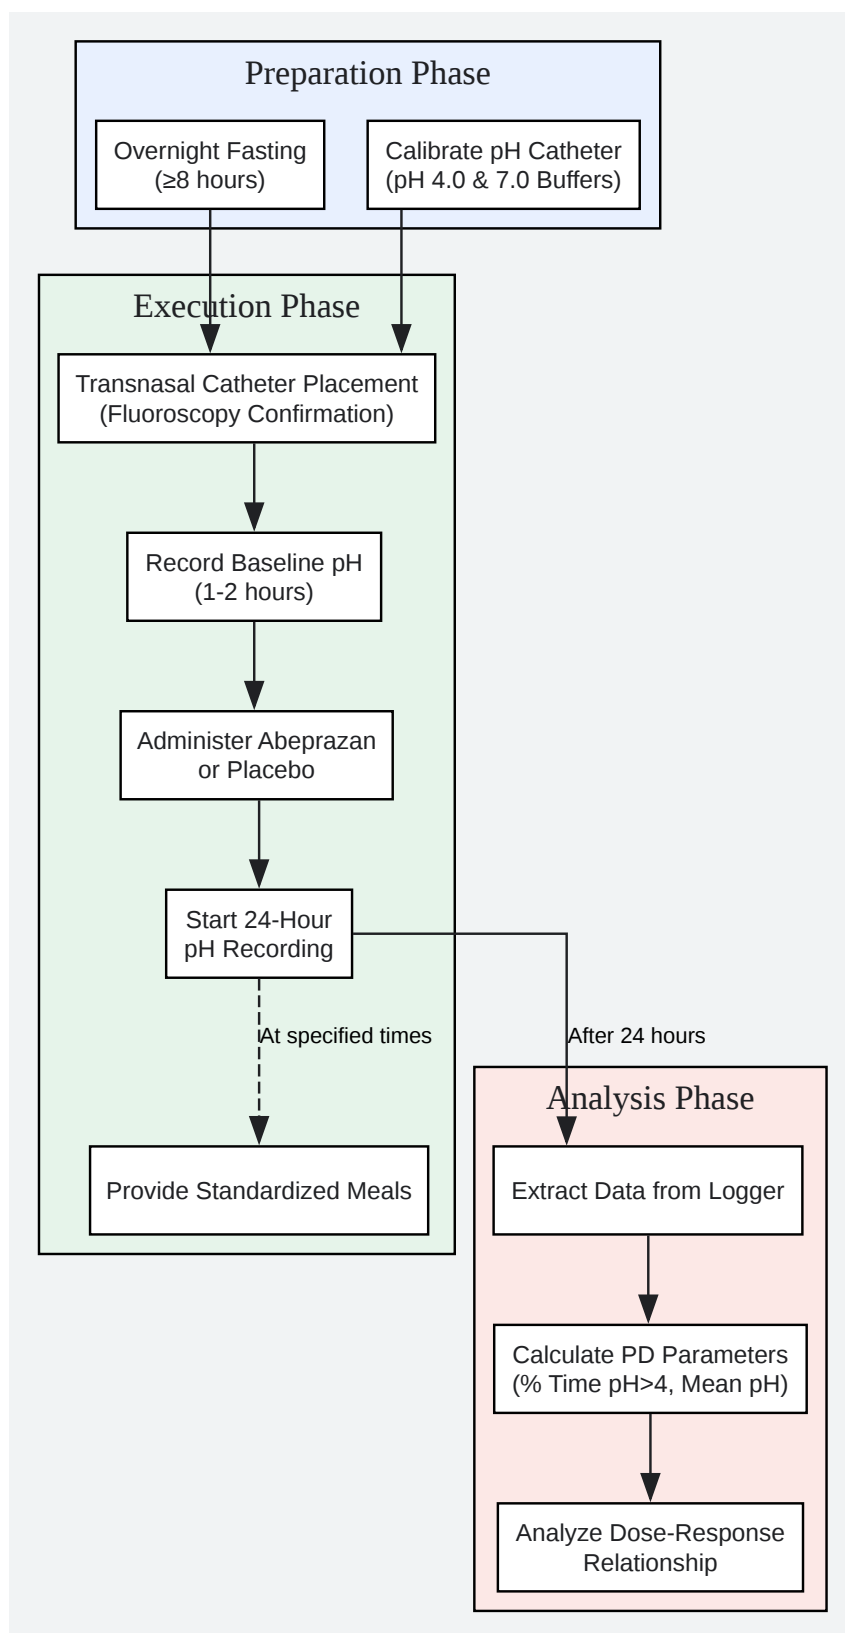 Preparation Phase
Overnight Fasting
(≥8 hours)
Calibrate pH Catheter
(pH 4.0 & 7.0 Buffers)
Execution Phase
Transnasal Catheter Placement
(Fluoroscopy Confirmation)
Record Baseline pH
(1-2 hours)
Administer Abeprazan
or Placebo
Start 24-Hour
pH Recording
At specified times
After 24 hours
Provide Standardized Meals
Analysis Phase
Extract Data from Logger
Calculate PD Parameters
(% Time pH>4, Mean pH)
Analyze Dose-Response
Relationship